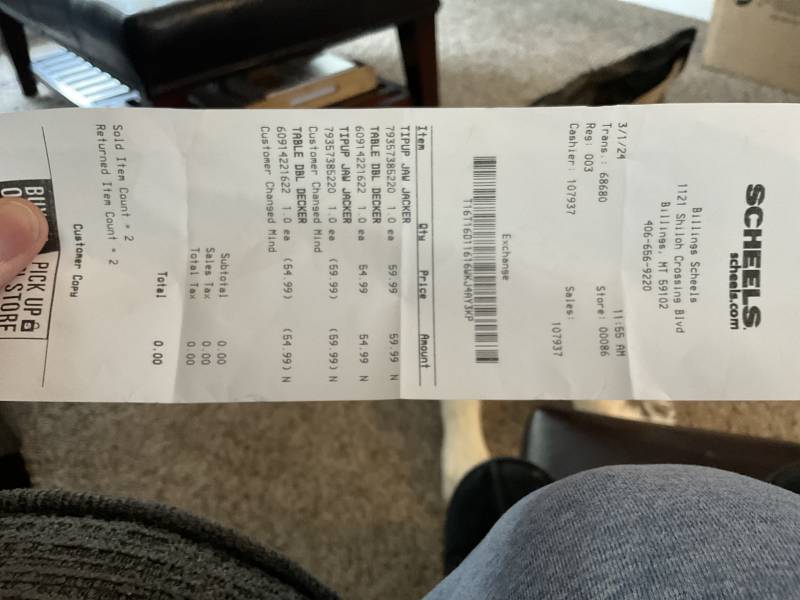 SCHEELS
scheels.com
Billings Scheels
1121 Shiloh Crossing Blvd
Billings, MT 59102
406-656-9220
3/1/24 11:55 AM
Trans.: 68680 Store: 00086
Reg: 003
Cashier: 107937 Sales: 107937
Exchange
Item Qty Price Amount
TIPUP JAW JACKER
79357385220 1.0 ea 59.99 59.99 N
TABLE DBL DECKER
60914221622 1.0 ea 54.99 54.99 N
TIPUP JAW JACKER
79357385220 1.0 ea (59.99) (59.99) N
Customer Changed Mind
TABLE DBL DECKER
60914221622 1.0 ea (54.99) (54.99) N
Customer Changed Mind
Subtotal 0.00
Sales Tax 0.00
Total Tax 0.00
Total 0.00
Sold Item Count = 2
Returned Item Count = 2
Customer Copy
PICK UP
STORE